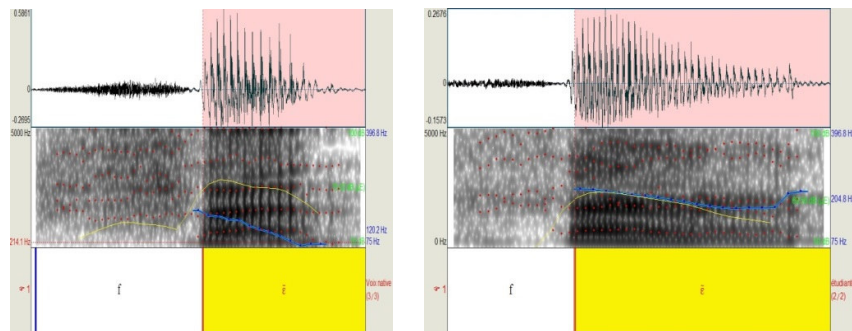 0.5861
0
-0.2695
5000 Hz
396.8 Hz
214.1 Hz
120.2 Hz
75 Hz
1
f
ẽ
Voix native
(3/3)
0.2676
0
-0.1573
5000 Hz
396.8 Hz
204.8 Hz
0 Hz
75 Hz
1
f
ẽ
étudiante
(2/2)